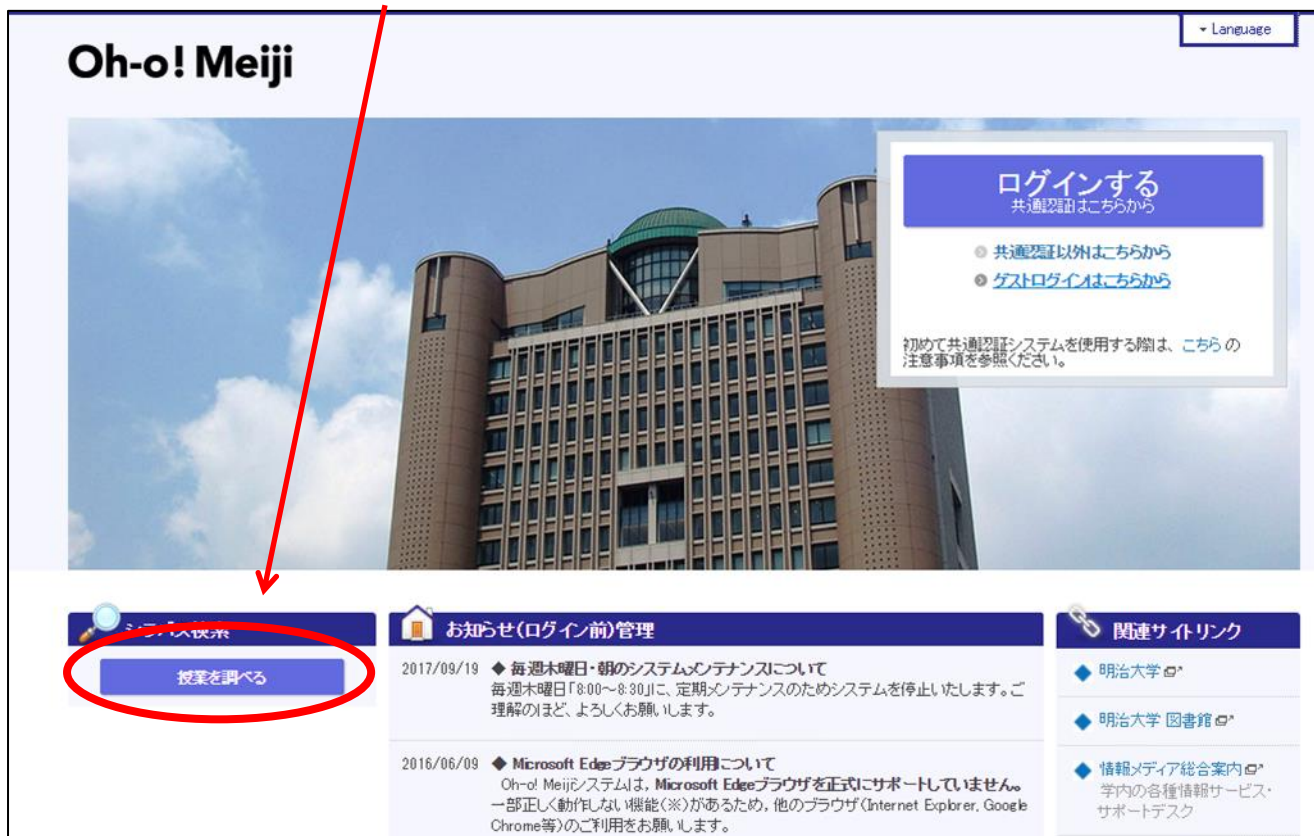 Language
Oh-o! Meiji
ログインする
共通認証はこちらから
共通認証以外はこちらから
ゲストログインはこちらから
初めて共通認証システムを使用する際は、こちらの
注意事項を参照ください。
シラバス検索
授業を調べる
お知らせ(ログイン前)管理
2017/09/19 ◆ 毎週木曜日・朝のシステムメンテナンスについて
毎週木曜日「8:00～8:30」に、定期メンテナンスのためシステムを停止いたします。ご
理解のほど、よろしくお願いします。
2016/06/09 ◆ Microsoft Edgeブラウザの利用について
Oh-o! Meijiシステムは，Microsoft Edgeブラウザを正式にサポートしていません。
一部正しく動作しない機能(※)があるため，他のブラウザ(Internet Explorer, Google
Chrome等)のご利用をお願いします。
関連サイトリンク
明治大学
明治大学 図書館
情報メディア総合案内
学内の各種情報サービス・
サポートデスク